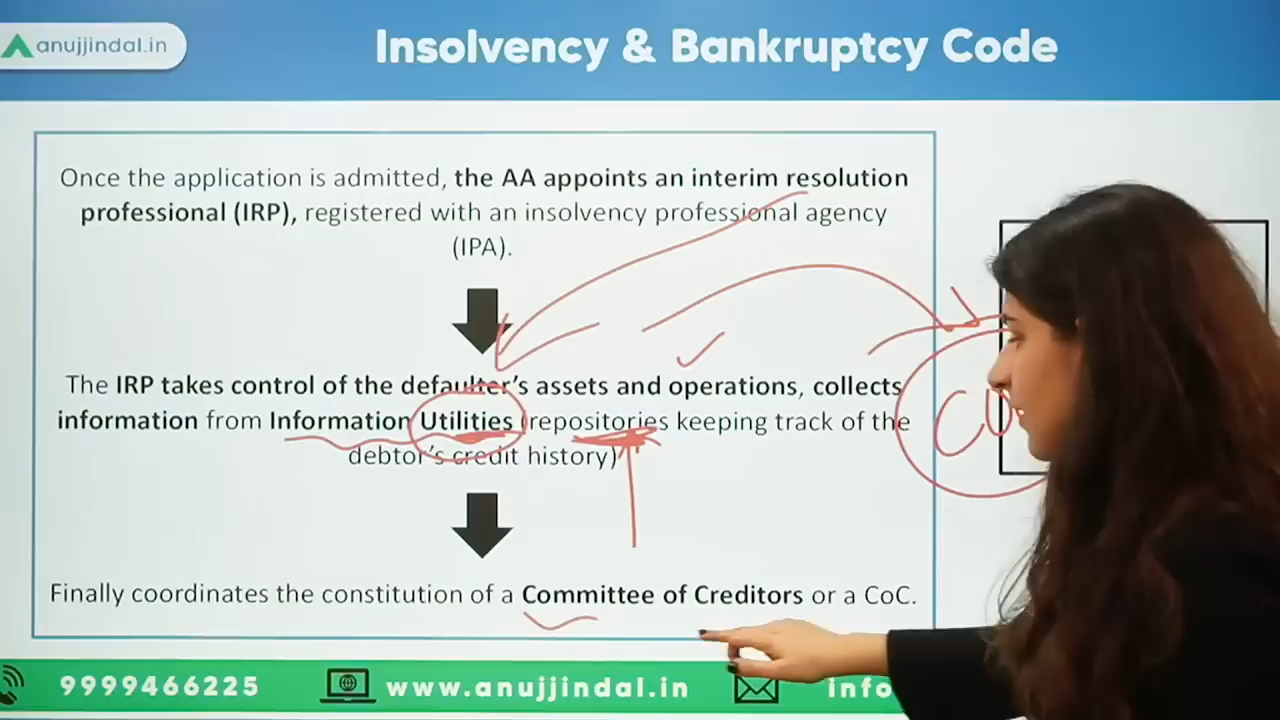 anujjindal.in
Insolvency & Bankruptcy Code
Once the application is admitted, the AA appoints an interim resolution
professional (IRP), registered with an insolvency professional agency
(IPA).
The IRP takes control of the defaulter's assets and operations, collects
information from Information Utilities (repositories keeping track of the
debtor's credit history)
Finally coordinates the constitution of a Committee of Creditors or a CoC.
9999466225
www.anujjindal.in